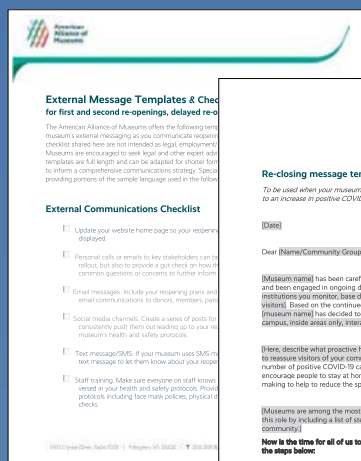 American
Alliance of
Museums
External Message Templates & Chec
for first and second re-openings, delayed re-o
The American Alliance of Museums offers the following temp
museum's external messaging as you communicate reopenin
checklist shared here are not intended as legal, employment/
Museums are encouraged to seek legal and other expert advi
templates are full length and can be adapted for shorter form
to inform a comprehensive communications strategy. Specia
providing portions of the sample language used in the follow
External Communications Checklist
Update your website home page so your reopening
displayed.
Personal calls or emails to key stakeholders can be
rollout, but also to provide a gut check on how th
common questions or concerns to further inform
Email messages. Include your reopening plans and
email communications to donors, members, patr
Social media channels: Create a series of posts for
consistently push them out leading up to your re
museum's health and safety protocols.
Text message/SMS. If your museum uses SMS m
text message to let them know about your reoper
Staff training. Make sure everyone on staff knows
versed in your health and safety protocols. Provid
protocols including face mask policies, physical d
checks.
Re-closing message tem
To be used when your museum
to an increase in positive COVID
[Date]
Dear [Name/Community Group
[Museum name] has been caref
and been engaged in ongoing d
institutions you monitor, base d
visitors]. Based on the continued
[museum name] has decided to
campus, inside areas only, intera
[Here, describe what proactive h
to reassure visitors of your comm
number of positive COVID-19 ca
encourage people to stay at hom
making to help to reduce the sp
[Museums are among the most
this role by including a list of ste
community.]
Now is the time for all of us to
the steps below: